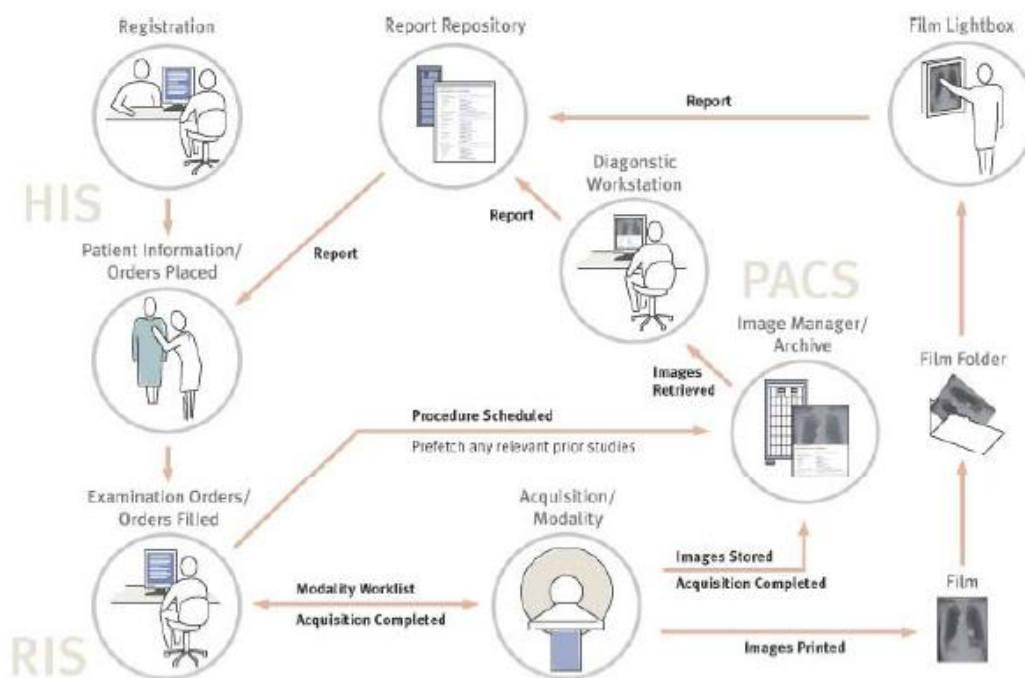 Registration
Report Repository
Film Lightbox
Report
Diagonstic
Workstation
HIS
Report
Patient Information/
Orders Placed
Report
PACS
Image Manager/
Archive
Images
Retrieved
Film Folder
Procedure Scheduled
Prefetch any relevant prior studies
Examination Orders/
Orders Filled
Acquisition/
Modality
Images Stored
Acquisition Completed
Modality Worklist
Acquisition Completed
Film
RIS
Images Printed